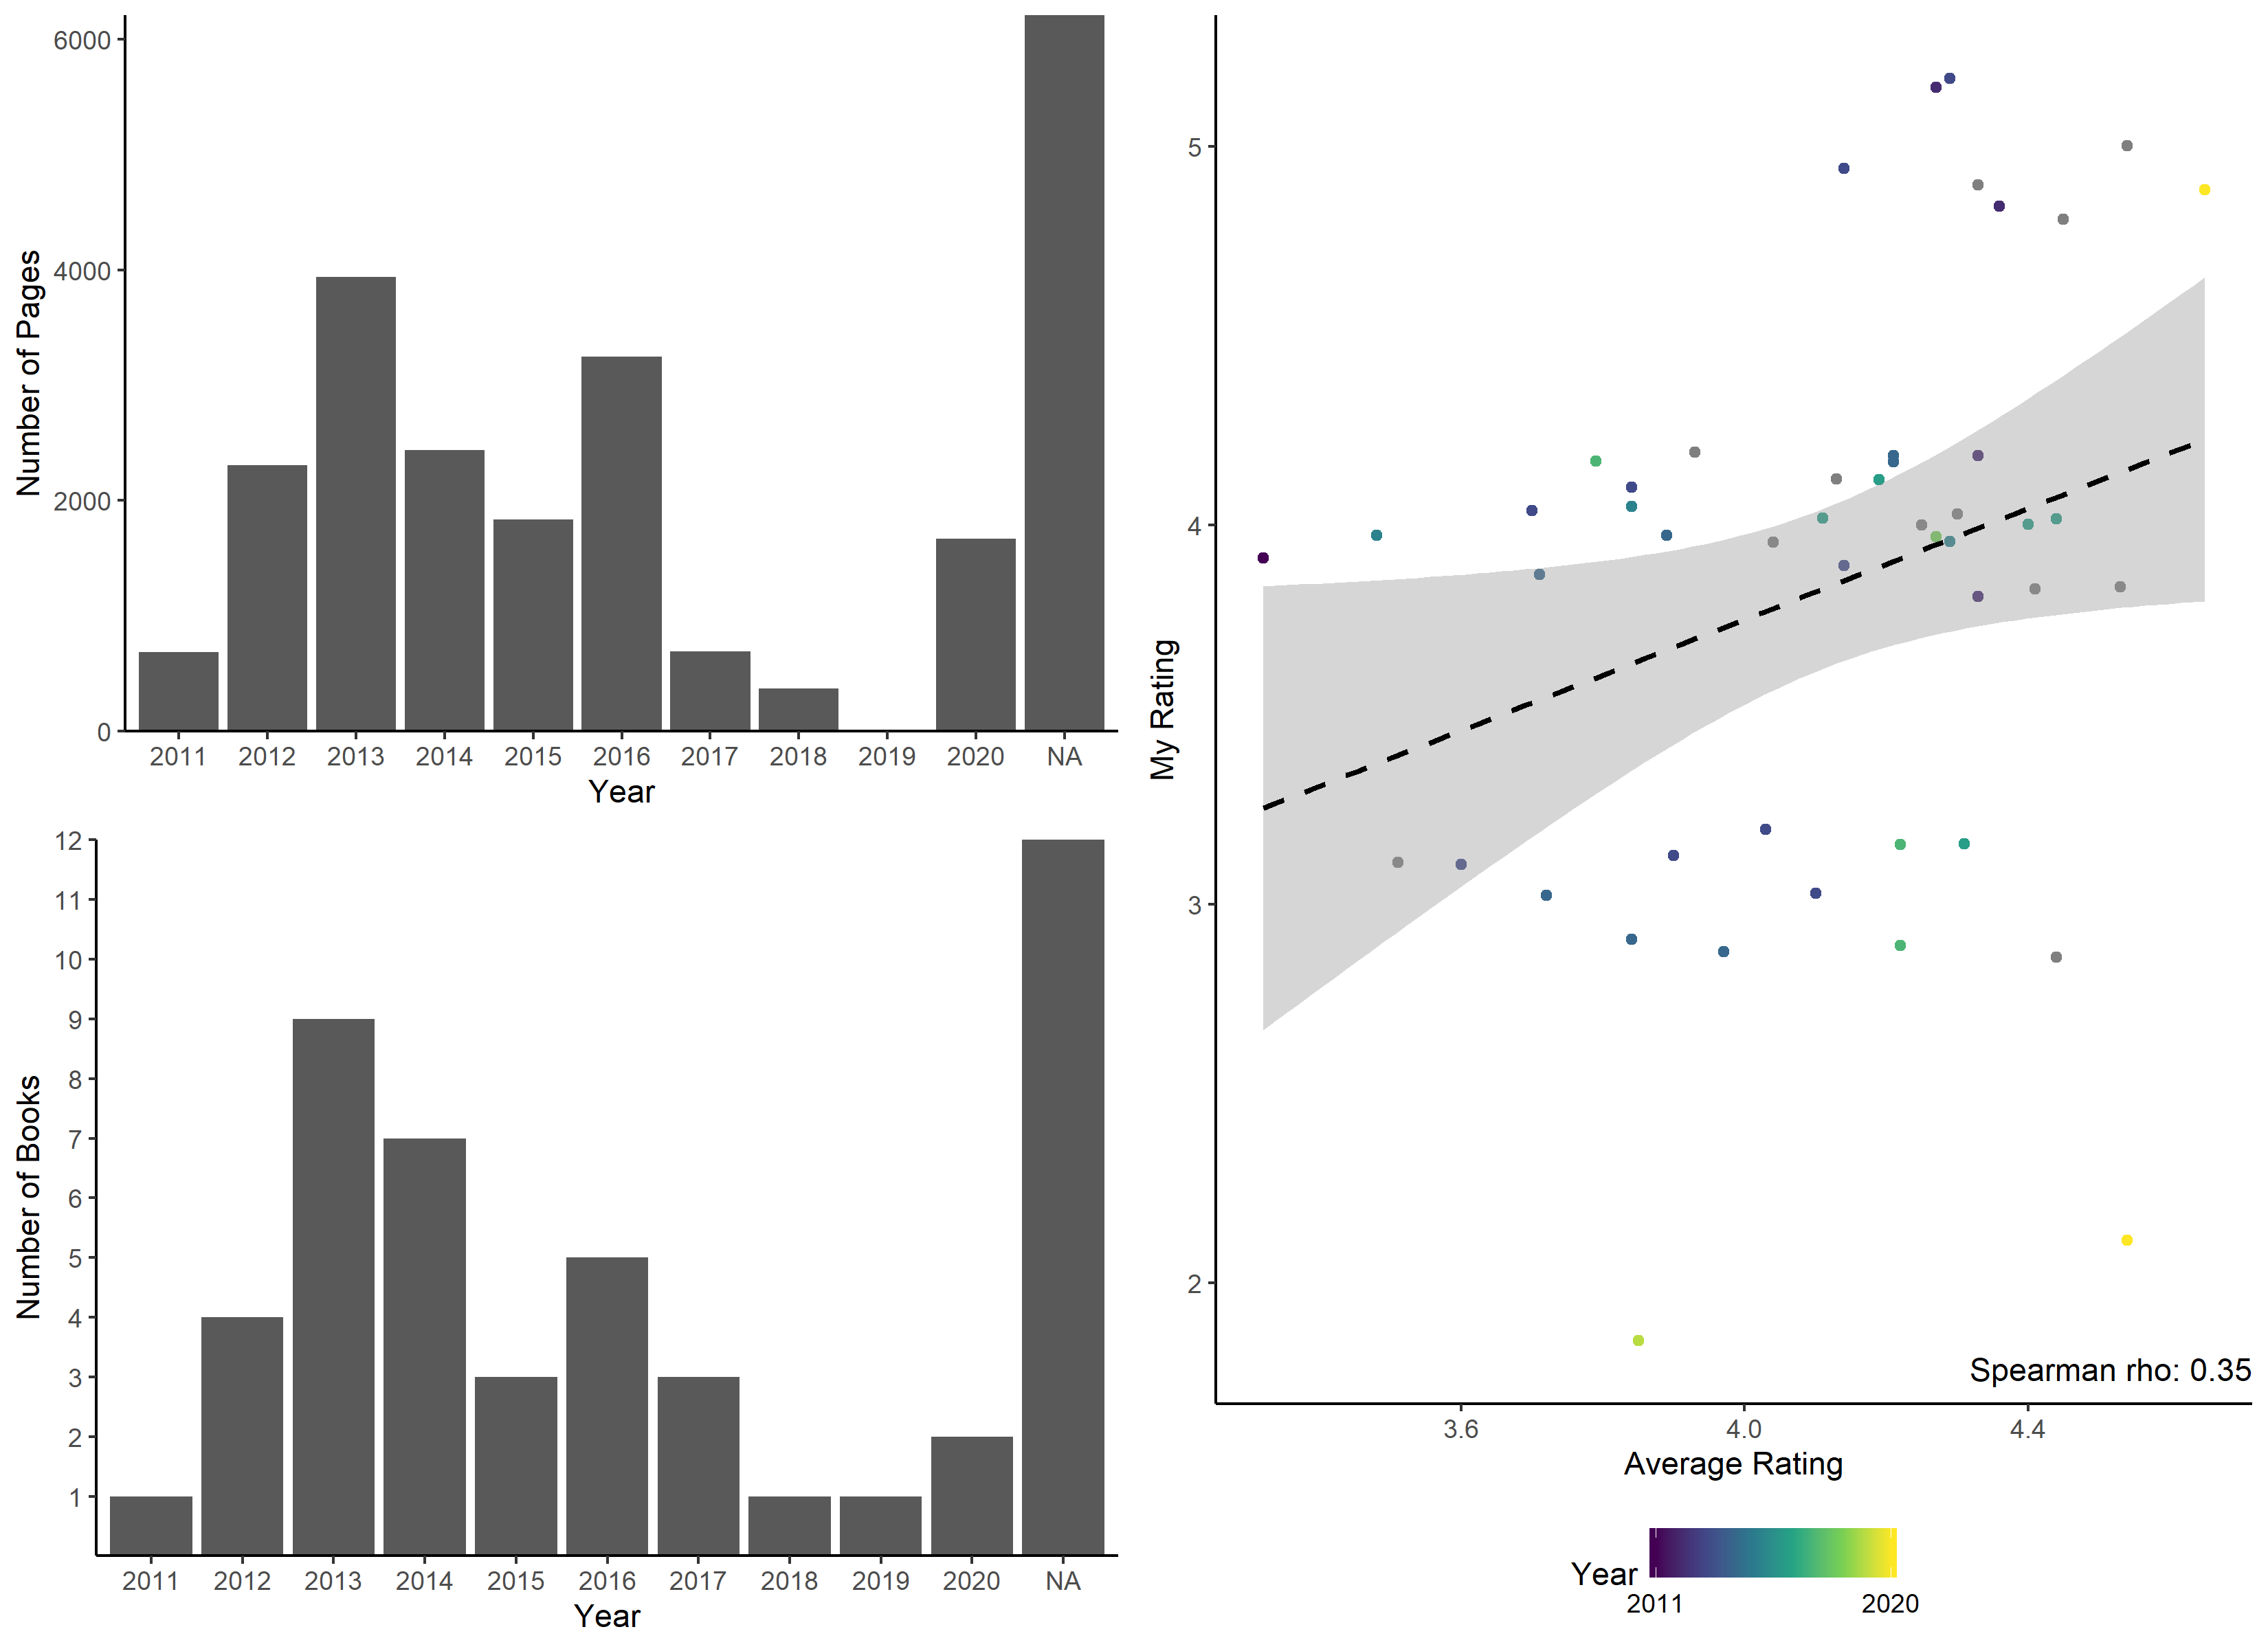 6000
4000
2000
0
Number of Pages
2011 2012 2013 2014 2015 2016 2017 2018 2019 2020 NA
Year
12
11
10
9
8
7
6
5
4
3
2
1
Number of Books
2011 2012 2013 2014 2015 2016 2017 2018 2019 2020 NA
Year
5
4
3
2
My Rating
Spearman rho: 0.35
3.6 4.0 4.4
Average Rating
Year
2011 2020